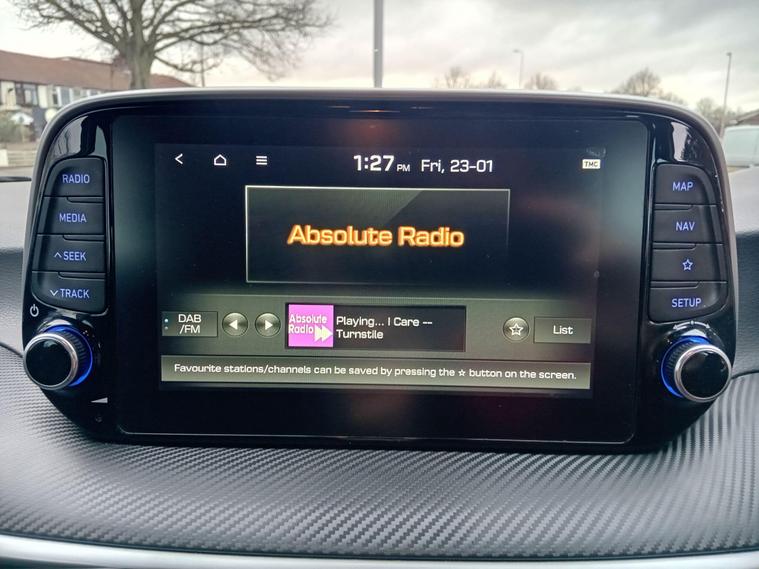 1:27 PM Fri, 23-01
TMC
RADIO
MEDIA
SEEK
TRACK
MAP
NAV
SETUP
Absolute Radio
DAB
/FM
Absolute
Radio
Playing... I Care --
Turnstile
List
Favourite stations/channels can be saved by pressing the ☆ button on the screen.